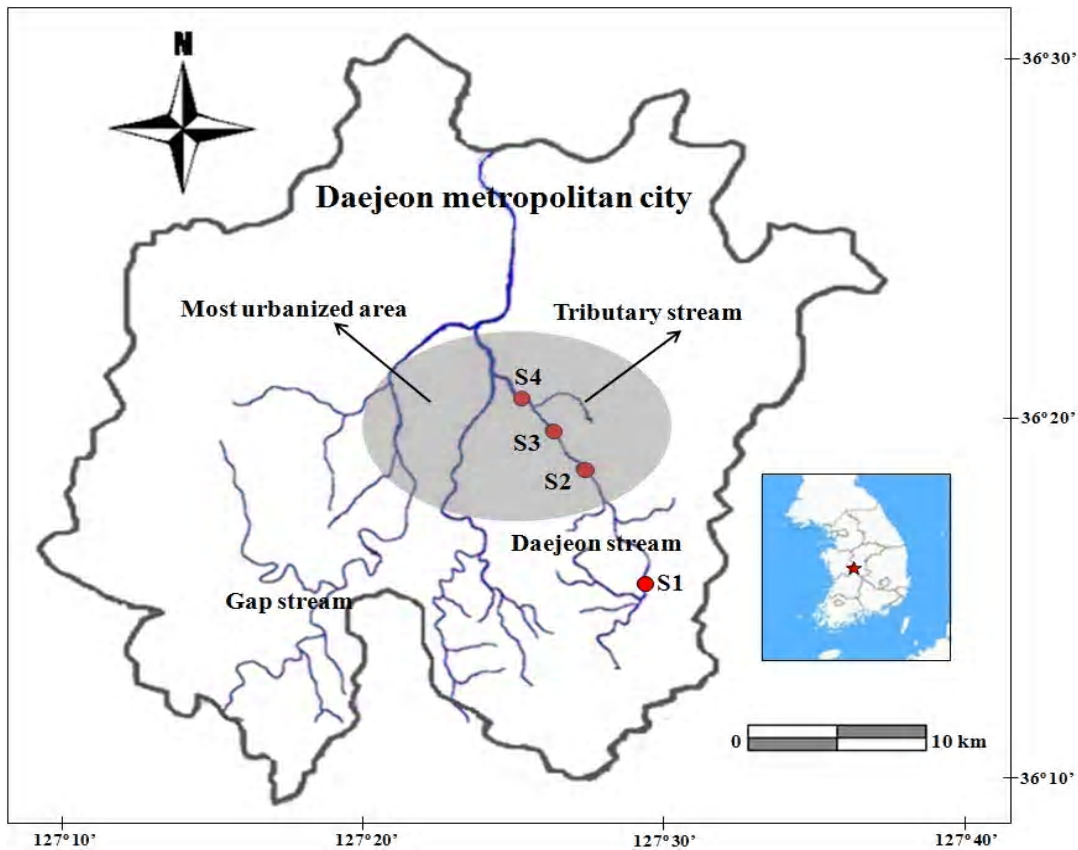 N
36°30'
Daejeon metropolitan city
Most urbanized area
Tributary stream
S4
36°20'
S3
S2
Daejeon stream
S1
Gap stream
0
10 km
36°10'
127°10'
127°20'
127°30'
127°40'